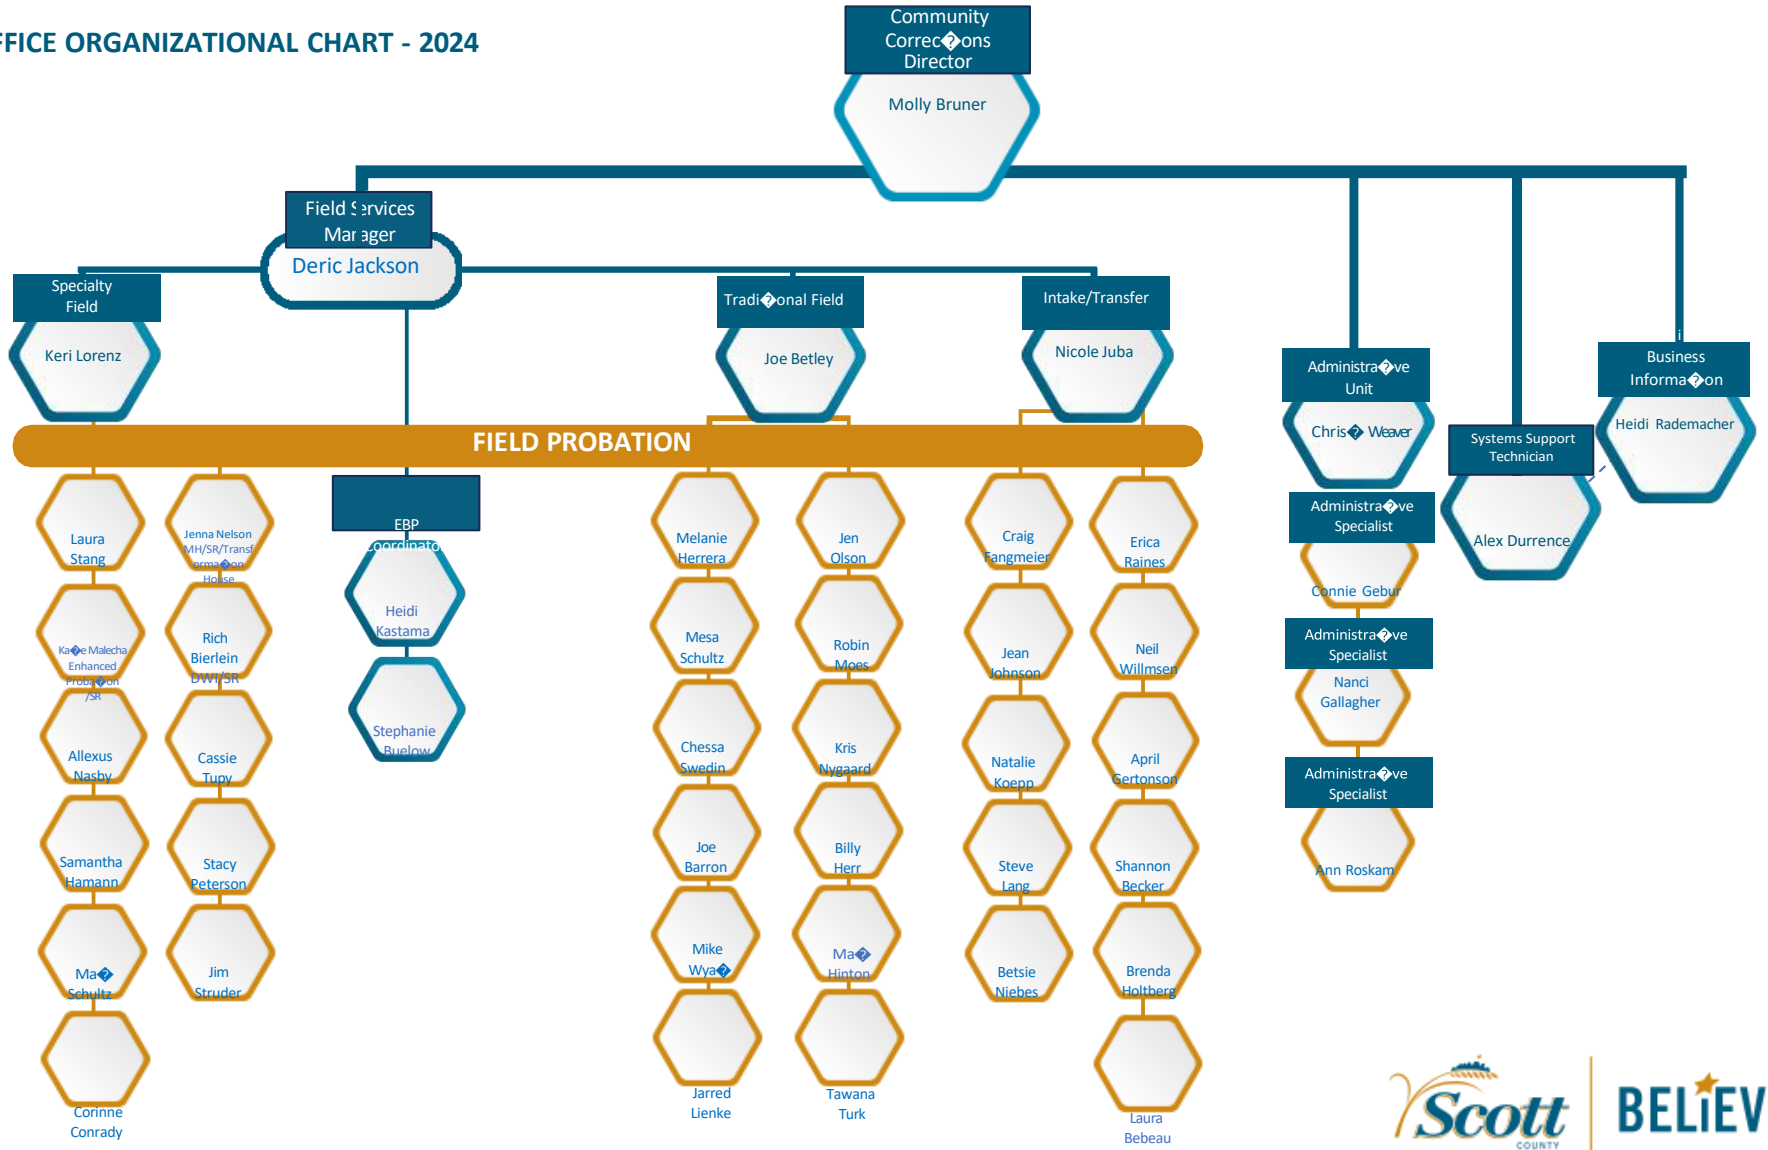 FFICE ORGANIZATIONAL CHART - 2024
Community
Correc�ons
Director
Molly Bruner
Field Services
Manager
Deric Jackson
Specialty
Field
Keri Lorenz
Tradi�onal Field
Joe Betley
Intake/Transfer
Nicole Juba
Administra�ve
Unit
Chris� Weaver
Systems Support
Technician
Alex Durrence
i
Business
Informa�on
Heidi Rademacher
FIELD PROBATION
Laura
Stang
Ka�e Malecha
Enhanced
Proba�on
/SR
Allexus
Nasby
Samantha
Hamann
Ma�
Schultz
Corinne
Conrady
Jenna Nelson
MH/SR/Transf
orma�on
House
Rich
Bierlein
DWI/SR
Cassie
Tupy
Stacy
Peterson
Jim
Struder
EBP
Coordinato
Heidi
Kastama
Stephanie
Buelow
Melanie
Herrera
Mesa
Schultz
Chessa
Swedin
Joe
Barron
Mike
Wya�
Jarred
Lienke
Jen
Olson
Robin
Moes
Kris
Nygaard
Billy
Herr
Ma�
Hinton
Tawana
Turk
Craig
Fangmeier
Jean
Johnson
Natalie
Koepp
Steve
Lang
Betsie
Niebes
Erica
Raines
Neil
Willmsen
April
Gertonson
Shannon
Becker
Brenda
Holtberg
Laura
Bebeau
Administra�ve
Specialist
Connie Gebur
Administra�ve
Specialist
Nanci
Gallagher
Administra�ve
Specialist
Ann Roskam
Scott
COUNTY
BELiEV